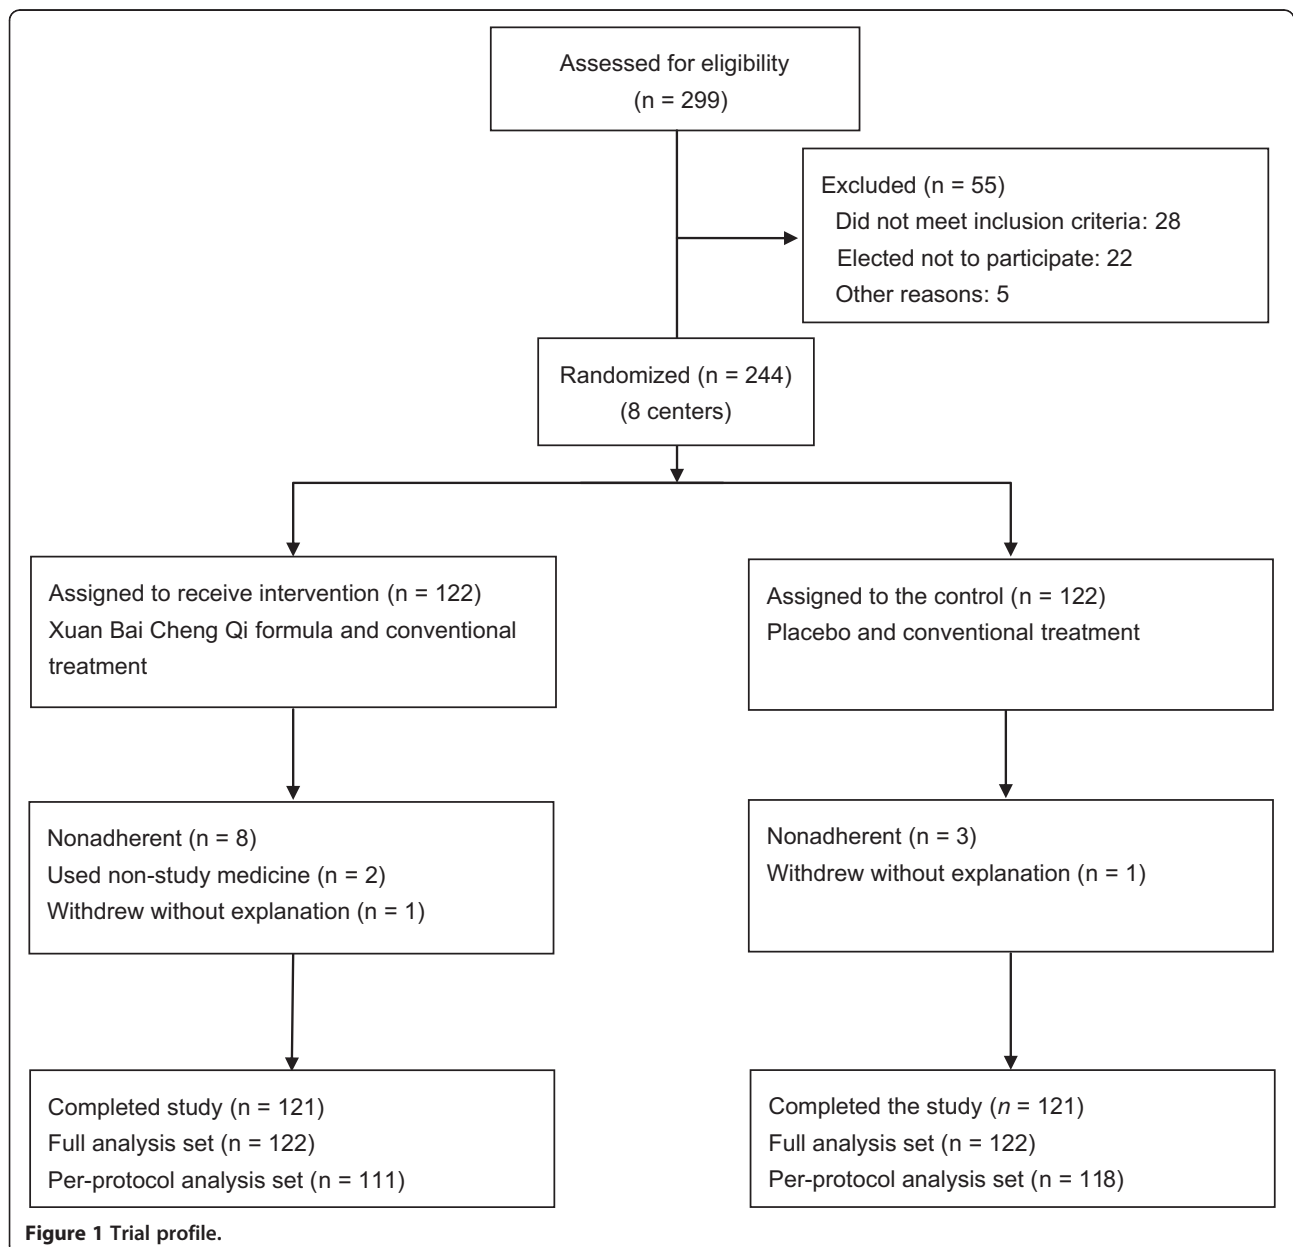 Assessed for eligibility
(n = 299)
Excluded (n = 55)
Did not meet inclusion criteria: 28
Elected not to participate: 22
Other reasons: 5
Randomized (n = 244)
(8 centers)
Assigned to receive intervention (n = 122)
Xuan Bai Cheng Qi formula and conventional
treatment
Assigned to the control (n = 122)
Placebo and conventional treatment
Nonadherent (n = 8)
Used non-study medicine (n = 2)
Withdrew without explanation (n = 1)
Nonadherent (n = 3)
Withdrew without explanation (n = 1)
Completed study (n = 121)
Full analysis set (n = 122)
Per-protocol analysis set (n = 111)
Completed the study (n = 121)
Full analysis set (n = 122)
Per-protocol analysis set (n = 118)
Figure 1 Trial profile.